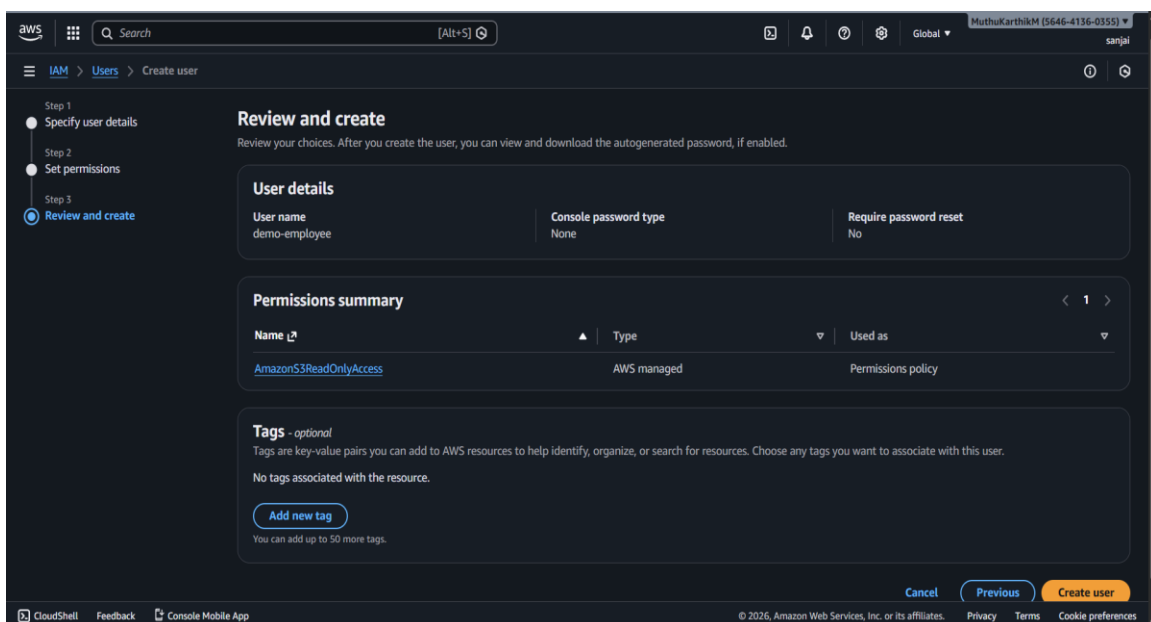 aws
Search [Alt+S]
Global ▼
MuthuKarthikM (5646-4136-0355) ▼
sanjai
IAM > Users > Create user
Step 1
Specify user details
Step 2
Set permissions
Step 3
Review and create
Review and create
Review your choices. After you create the user, you can view and download the autogenerated password, if enabled.
User details
User name
demo-employee
Console password type
None
Require password reset
No
Permissions summary
< 1 >
Name Type Used as
AmazonS3ReadOnlyAccess AWS managed Permissions policy
Tags - optional
Tags are key-value pairs you can add to AWS resources to help identify, organize, or search for resources. Choose any tags you want to associate with this user.
No tags associated with the resource.
Add new tag
You can add up to 50 more tags.
Cancel Previous Create user
CloudShell Feedback Console Mobile App © 2026, Amazon Web Services, Inc. or its affiliates. Privacy Terms Cookie preferences